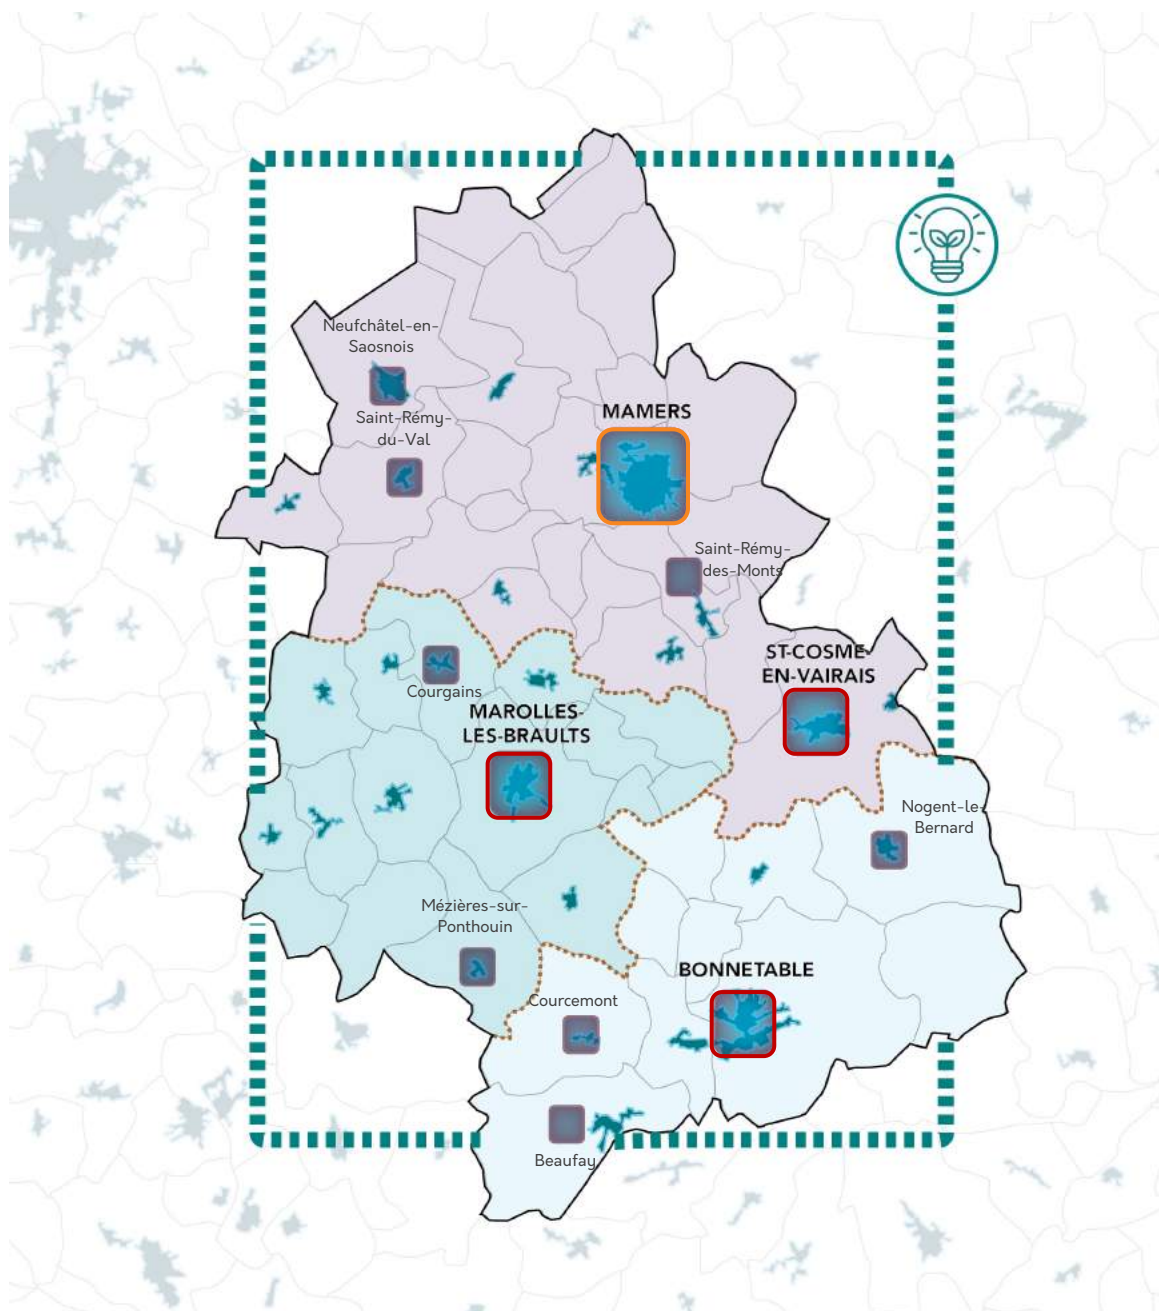 Neufchâtel-en-
Saosnois
MAMERS
Saint-Rémy-
du-Val
Saint-Rémy-
des-Monts
ST-COSME-
EN-VAIRAIS
Courgains
MAROLLES-
LES-BRAULTS
Nogent-le-
Bernard
Mézières-sur-
Ponthouin
BONNETABLE
Courcemont
Beaufay